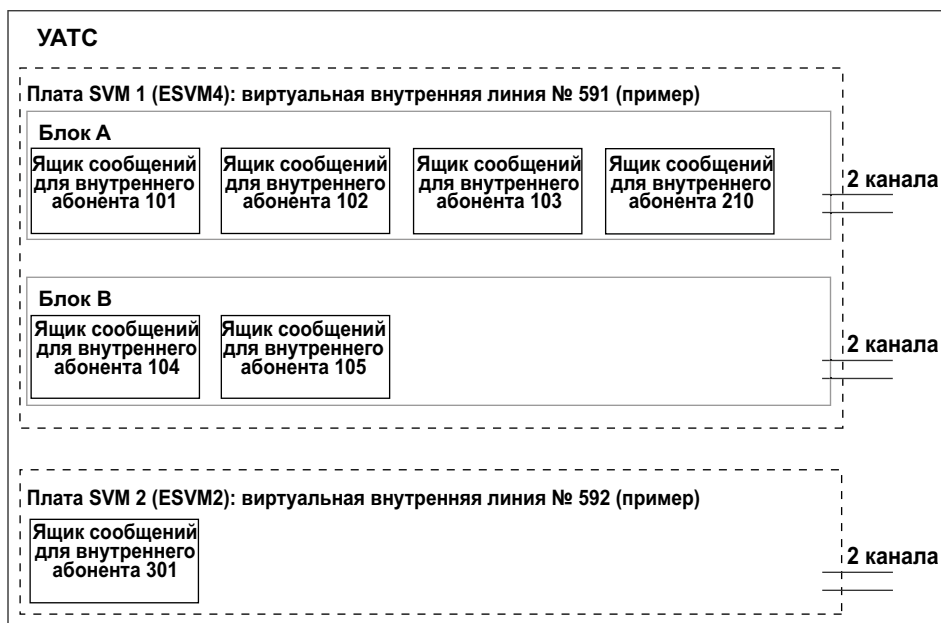 УАТС
Плата SVM 1 (ESVM4): виртуальная внутренняя линия № 591 (пример)
Блок A
Ящик сообщений
для внутреннего
абонента 101
Ящик сообщений
для внутреннего
абонента 102
Ящик сообщений
для внутреннего
абонента 103
Ящик сообщений
для внутреннего
абонента 210
2 канала
Блок B
Ящик сообщений
для внутреннего
абонента 104
Ящик сообщений
для внутреннего
абонента 105
2 канала
Плата SVM 2 (ESVM2): виртуальная внутренняя линия № 592 (пример)
Ящик сообщений
для внутреннего
абонента 301
2 канала